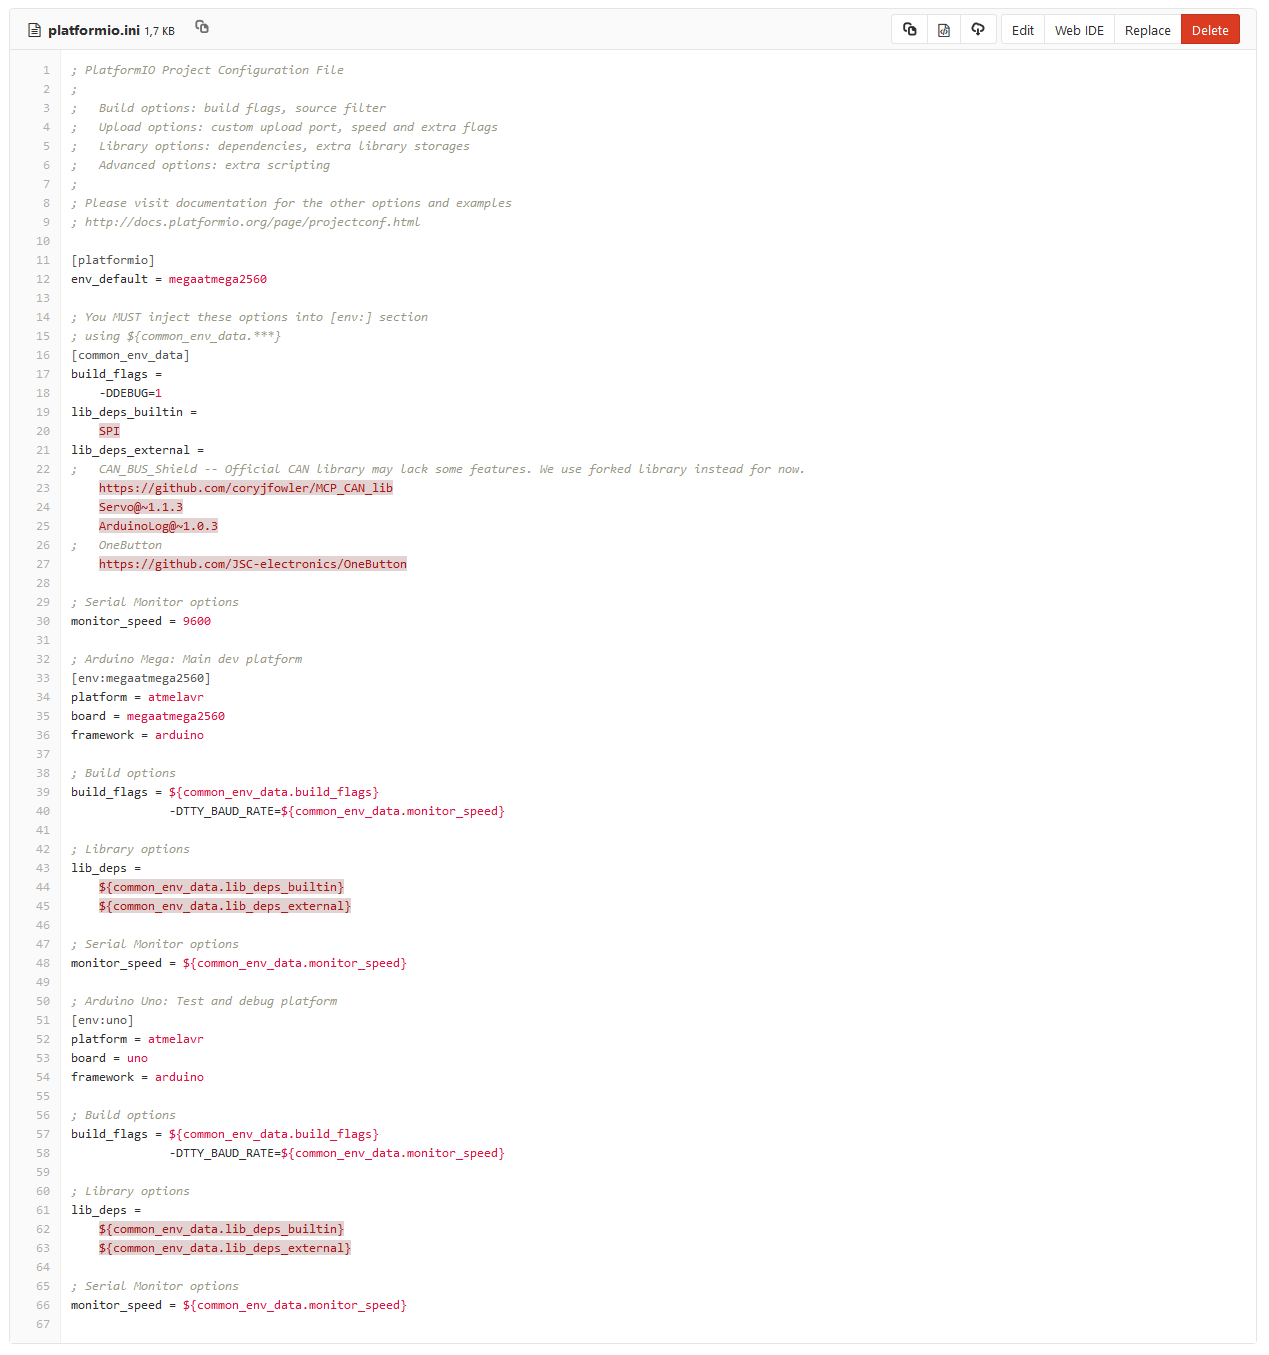 platformio.ini 1,7 KB Edit Web IDE Replace Delete
1 ; PlatformIO Project Configuration File
2 ;
3 ;   Build options: build flags, source filter
4 ;   Upload options: custom upload port, speed and extra flags
5 ;   Library options: dependencies, extra library storages
6 ;   Advanced options: extra scripting
7 ;
8 ; Please visit documentation for the other options and examples
9 ; http://docs.platformio.org/page/projectconf.html
10
11 [platformio]
12 env_default = megaatmega2560
13
14 ; You MUST inject these options into [env:] section
15 ; using ${common_env_data.***}
16 [common_env_data]
17 build_flags =
18     -DDEBUG=1
19 lib_deps_builtin =
20     SPI
21 lib_deps_external =
22 ;   CAN_BUS_Shield -- Official CAN library may lack some features. We use forked library instead for now.
23     https://github.com/coryjfowler/MCP_CAN_lib
24     Servo@~1.1.3
25     ArduinoLog@~1.0.3
26 ;   OneButton
27     https://github.com/JSC-electronics/OneButton
28
29 ; Serial Monitor options
30 monitor_speed = 9600
31
32 ; Arduino Mega: Main dev platform
33 [env:megaatmega2560]
34 platform = atmelavr
35 board = megaatmega2560
36 framework = arduino
37
38 ; Build options
39 build_flags = ${common_env_data.build_flags}
40               -DTTY_BAUD_RATE=${common_env_data.monitor_speed}
41
42 ; Library options
43 lib_deps =
44     ${common_env_data.lib_deps_builtin}
45     ${common_env_data.lib_deps_external}
46
47 ; Serial Monitor options
48 monitor_speed = ${common_env_data.monitor_speed}
49
50 ; Arduino Uno: Test and debug platform
51 [env:uno]
52 platform = atmelavr
53 board = uno
54 framework = arduino
55
56 ; Build options
57 build_flags = ${common_env_data.build_flags}
58               -DTTY_BAUD_RATE=${common_env_data.monitor_speed}
59
60 ; Library options
61 lib_deps =
62     ${common_env_data.lib_deps_builtin}
63     ${common_env_data.lib_deps_external}
64
65 ; Serial Monitor options
66 monitor_speed = ${common_env_data.monitor_speed}
67